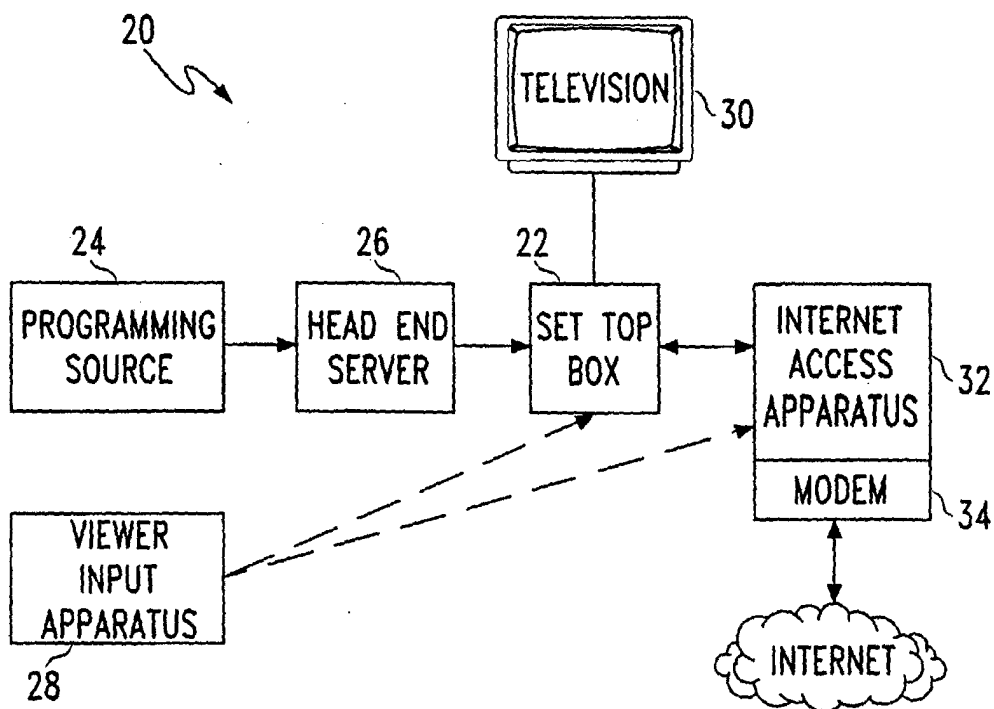 20
TELEVISION
30
24
26
22
PROGRAMMING
SOURCE
HEAD END
SERVER
SET TOP
BOX
INTERNET
ACCESS
APPARATUS
32
MODEM
34
VIEWER
INPUT
APPARATUS
28
INTERNET